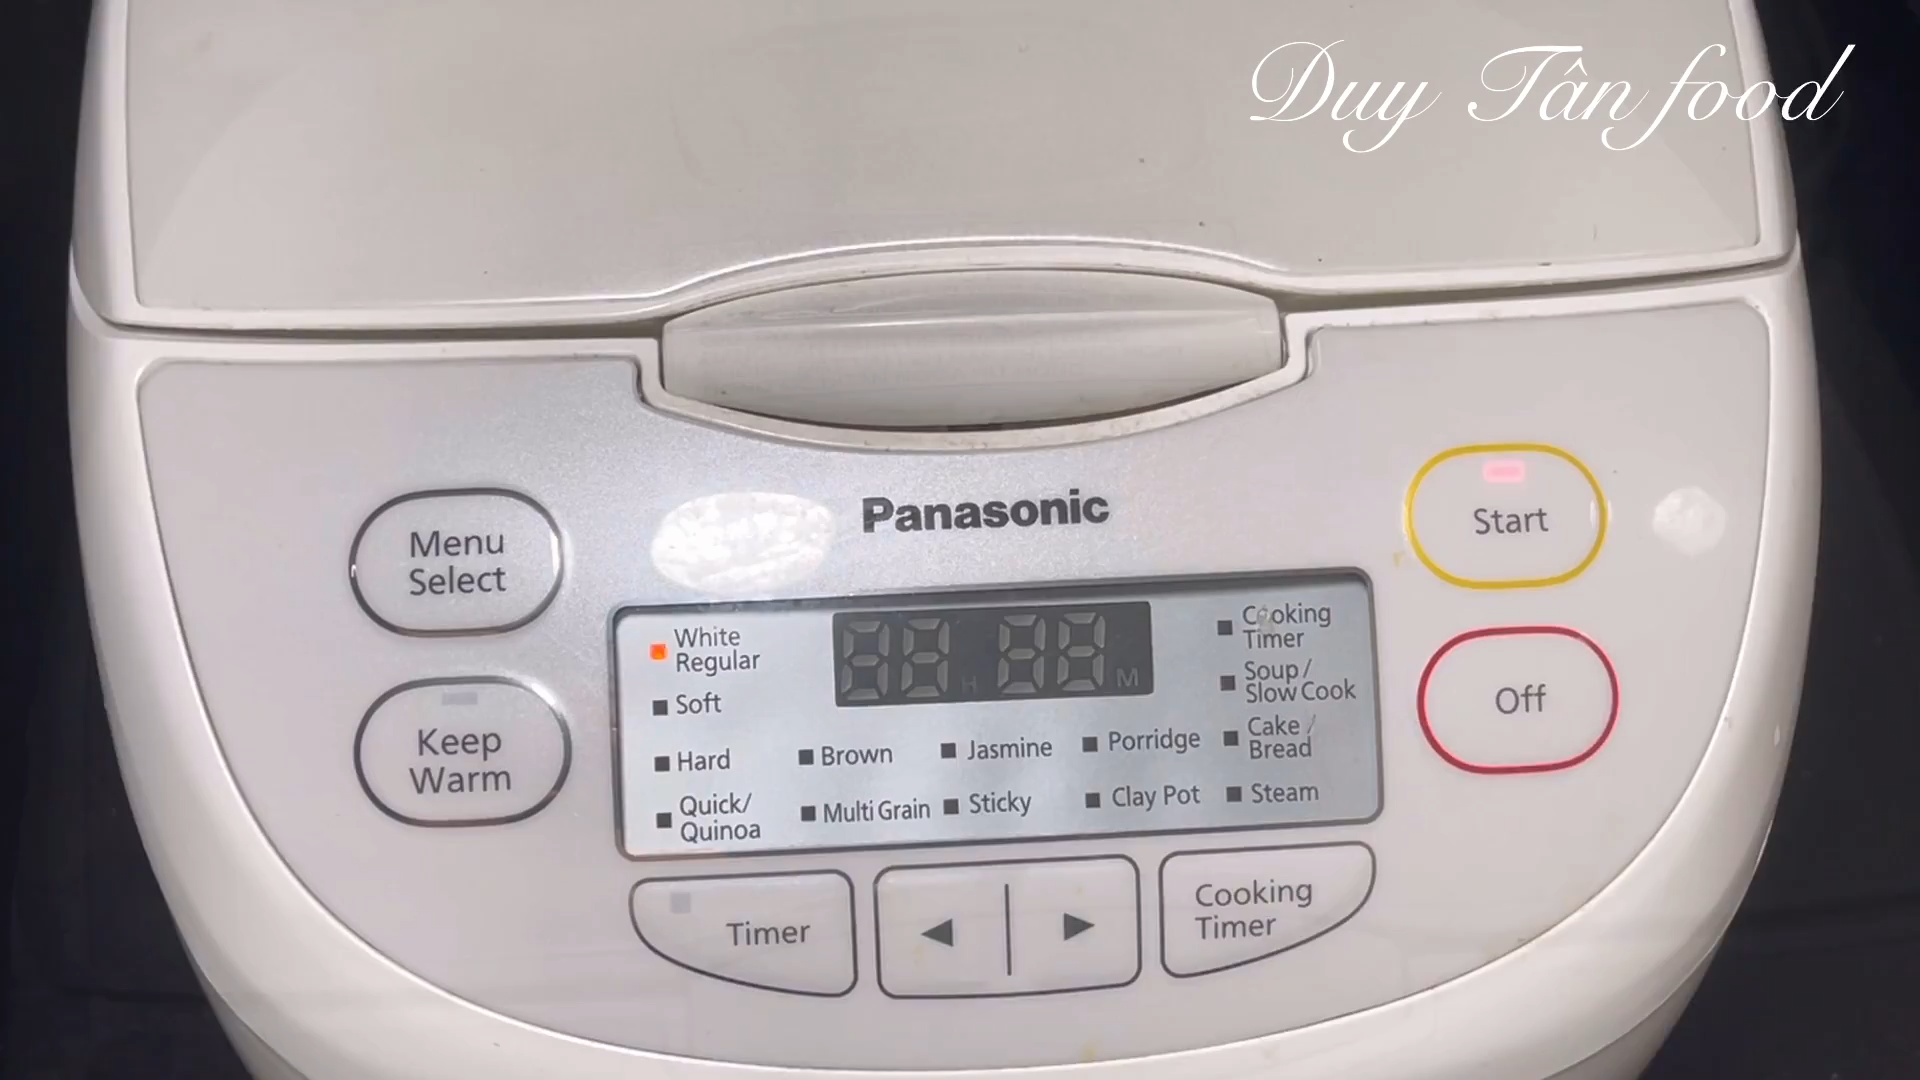 Duy Tân food
Panasonic
Menu
Select
Start
Keep
Warm
Off
White
Regular
Soft
Hard
Quick/
Quinoa
H
M
Brown
Multi Grain
Jasmine
Sticky
Porridge
Clay Pot
Cooking
Timer
Soup/
Slow Cook
Cake/
Bread
Steam
Timer
◀ | ▶
Cooking
Timer